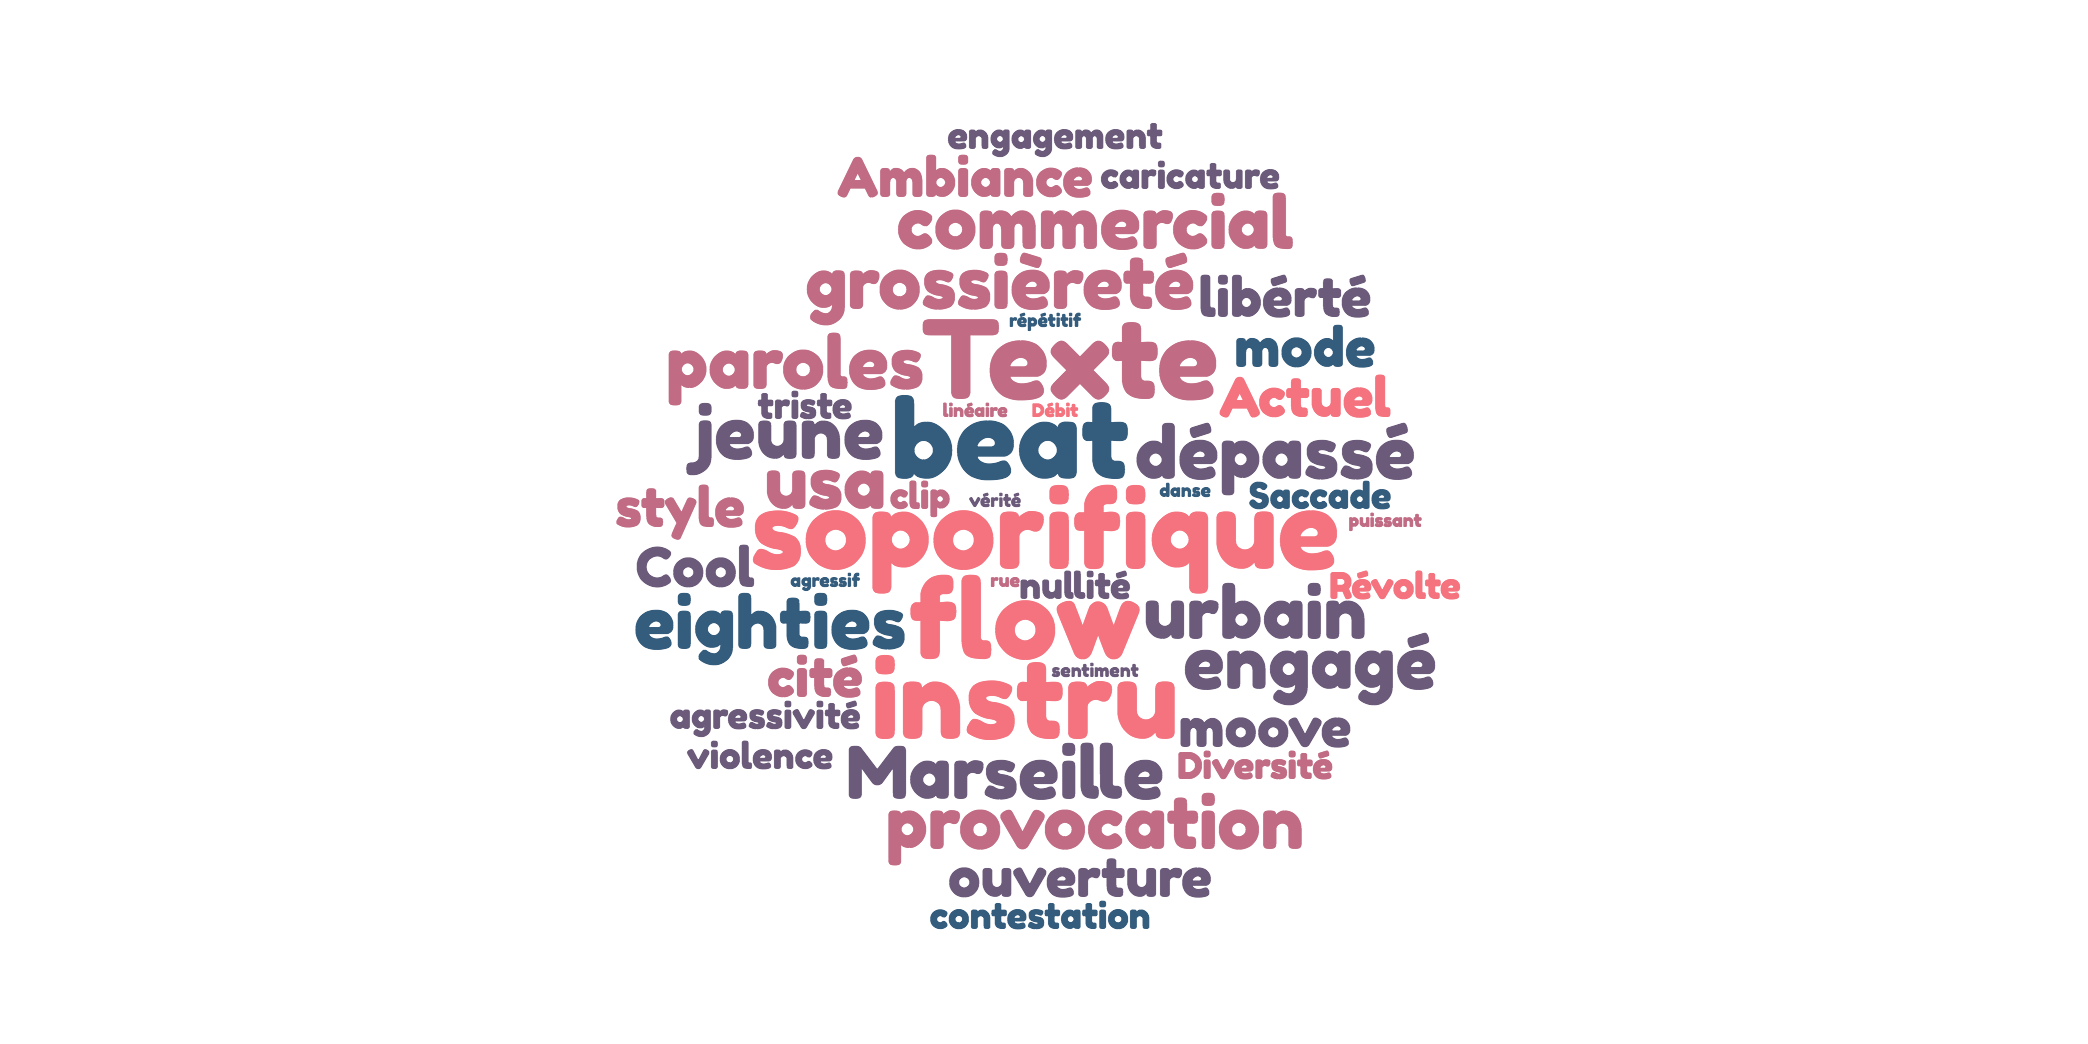 engagement
Ambiance caricature
commercial
grossièreté libérté
répétitif
paroles Texte mode
Actuel
triste linéaire Débit
jeune beat dépassé
usa clip vérité danse Saccade
style soporifique puissant
Cool agressif rue nullité Révolte
eighties flow urbain
cité sentiment engagé
agressivité instru moove
violence Marseille Diversité
provocation
ouverture
contestation